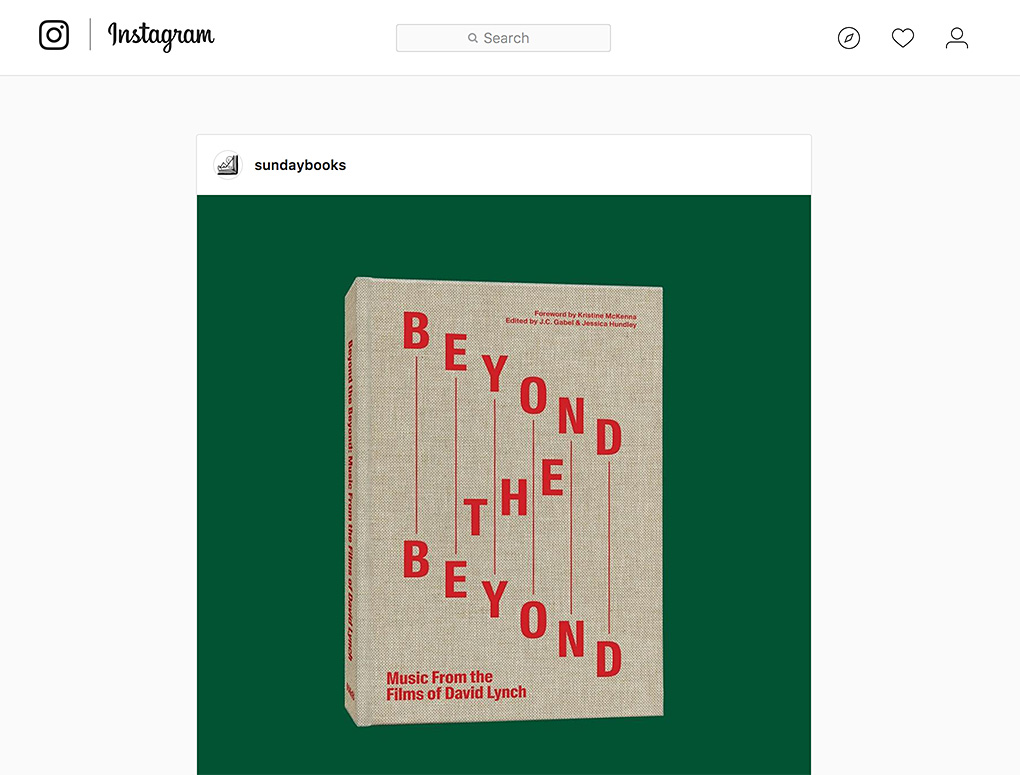 Instagram
Search
sundaybooks
Foreword by Kristine McKenna
Edited by J.C. Gabel & Jessica Hundley
BEYOND
THE
BEYOND
Music From the
Films of David Lynch
Beyond the Beyond: Music From the Films of David Lynch